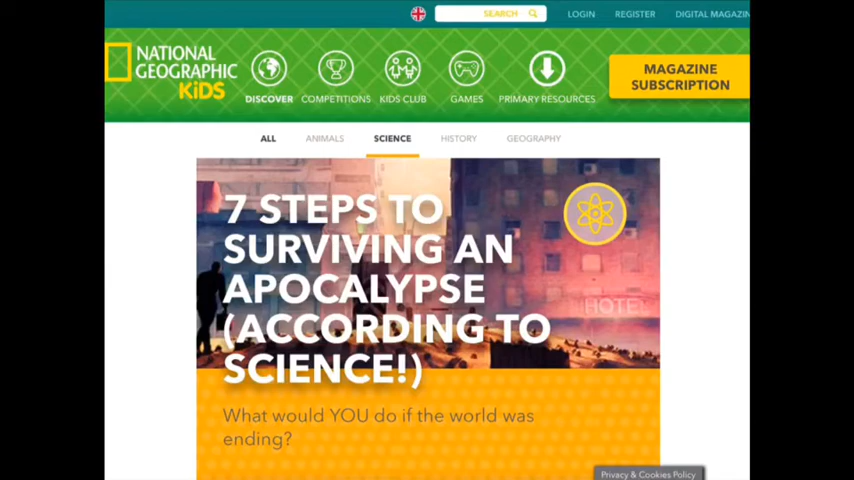 SEARCH
LOGIN
REGISTER
DIGITAL MAGAZIN
NATIONAL
GEOGRAPHIC
KiDS
DISCOVER
COMPETITIONS
KIDS CLUB
GAMES
PRIMARY RESOURCES
MAGAZINE
SUBSCRIPTION
ALL
ANIMALS
SCIENCE
HISTORY
GEOGRAPHY
7 STEPS TO
SURVIVING AN
APOCALYPSE
(ACCORDING TO
SCIENCE!)
HOTE
What would YOU do if the world was
ending?
Privacy & Cookies Policy